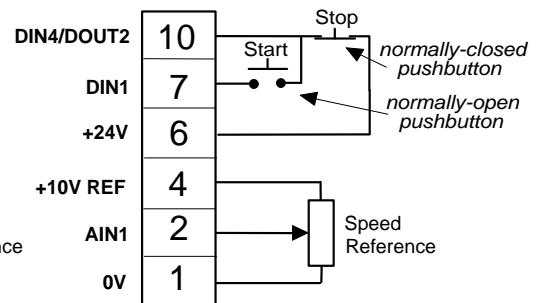 DIN4/DOUT2 10 Stop
Start normally-closed
pushbutton
DIN1 7 normally-open
pushbutton
+24V 6
+10V REF 4
AIN1 2 Speed
Reference
0V 1